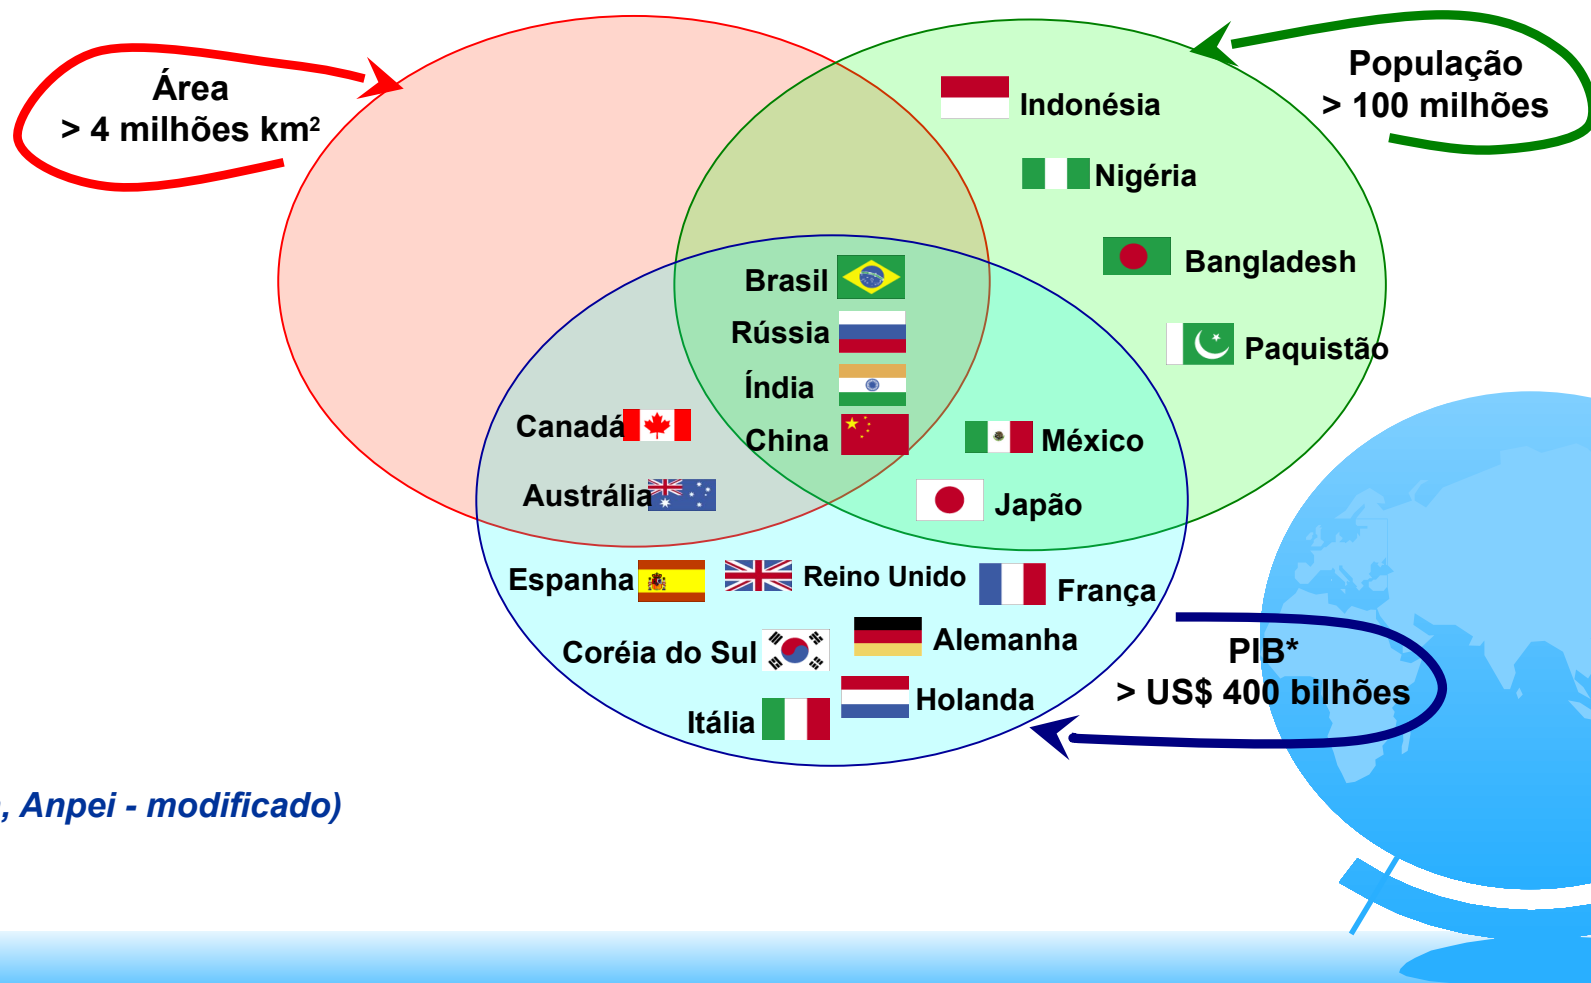 Área
> 4 milhões km²
População
> 100 milhões
Indonésia
Nigéria
Bangladesh
Paquistão
Brasil
Rússia
Índia
China
Canadá
Austrália
México
Japão
Espanha
Reino Unido
França
Coréia do Sul
Alemanha
Itália
Holanda
PIB*
> US$ 400 bilhões
, Anpei - modificado)